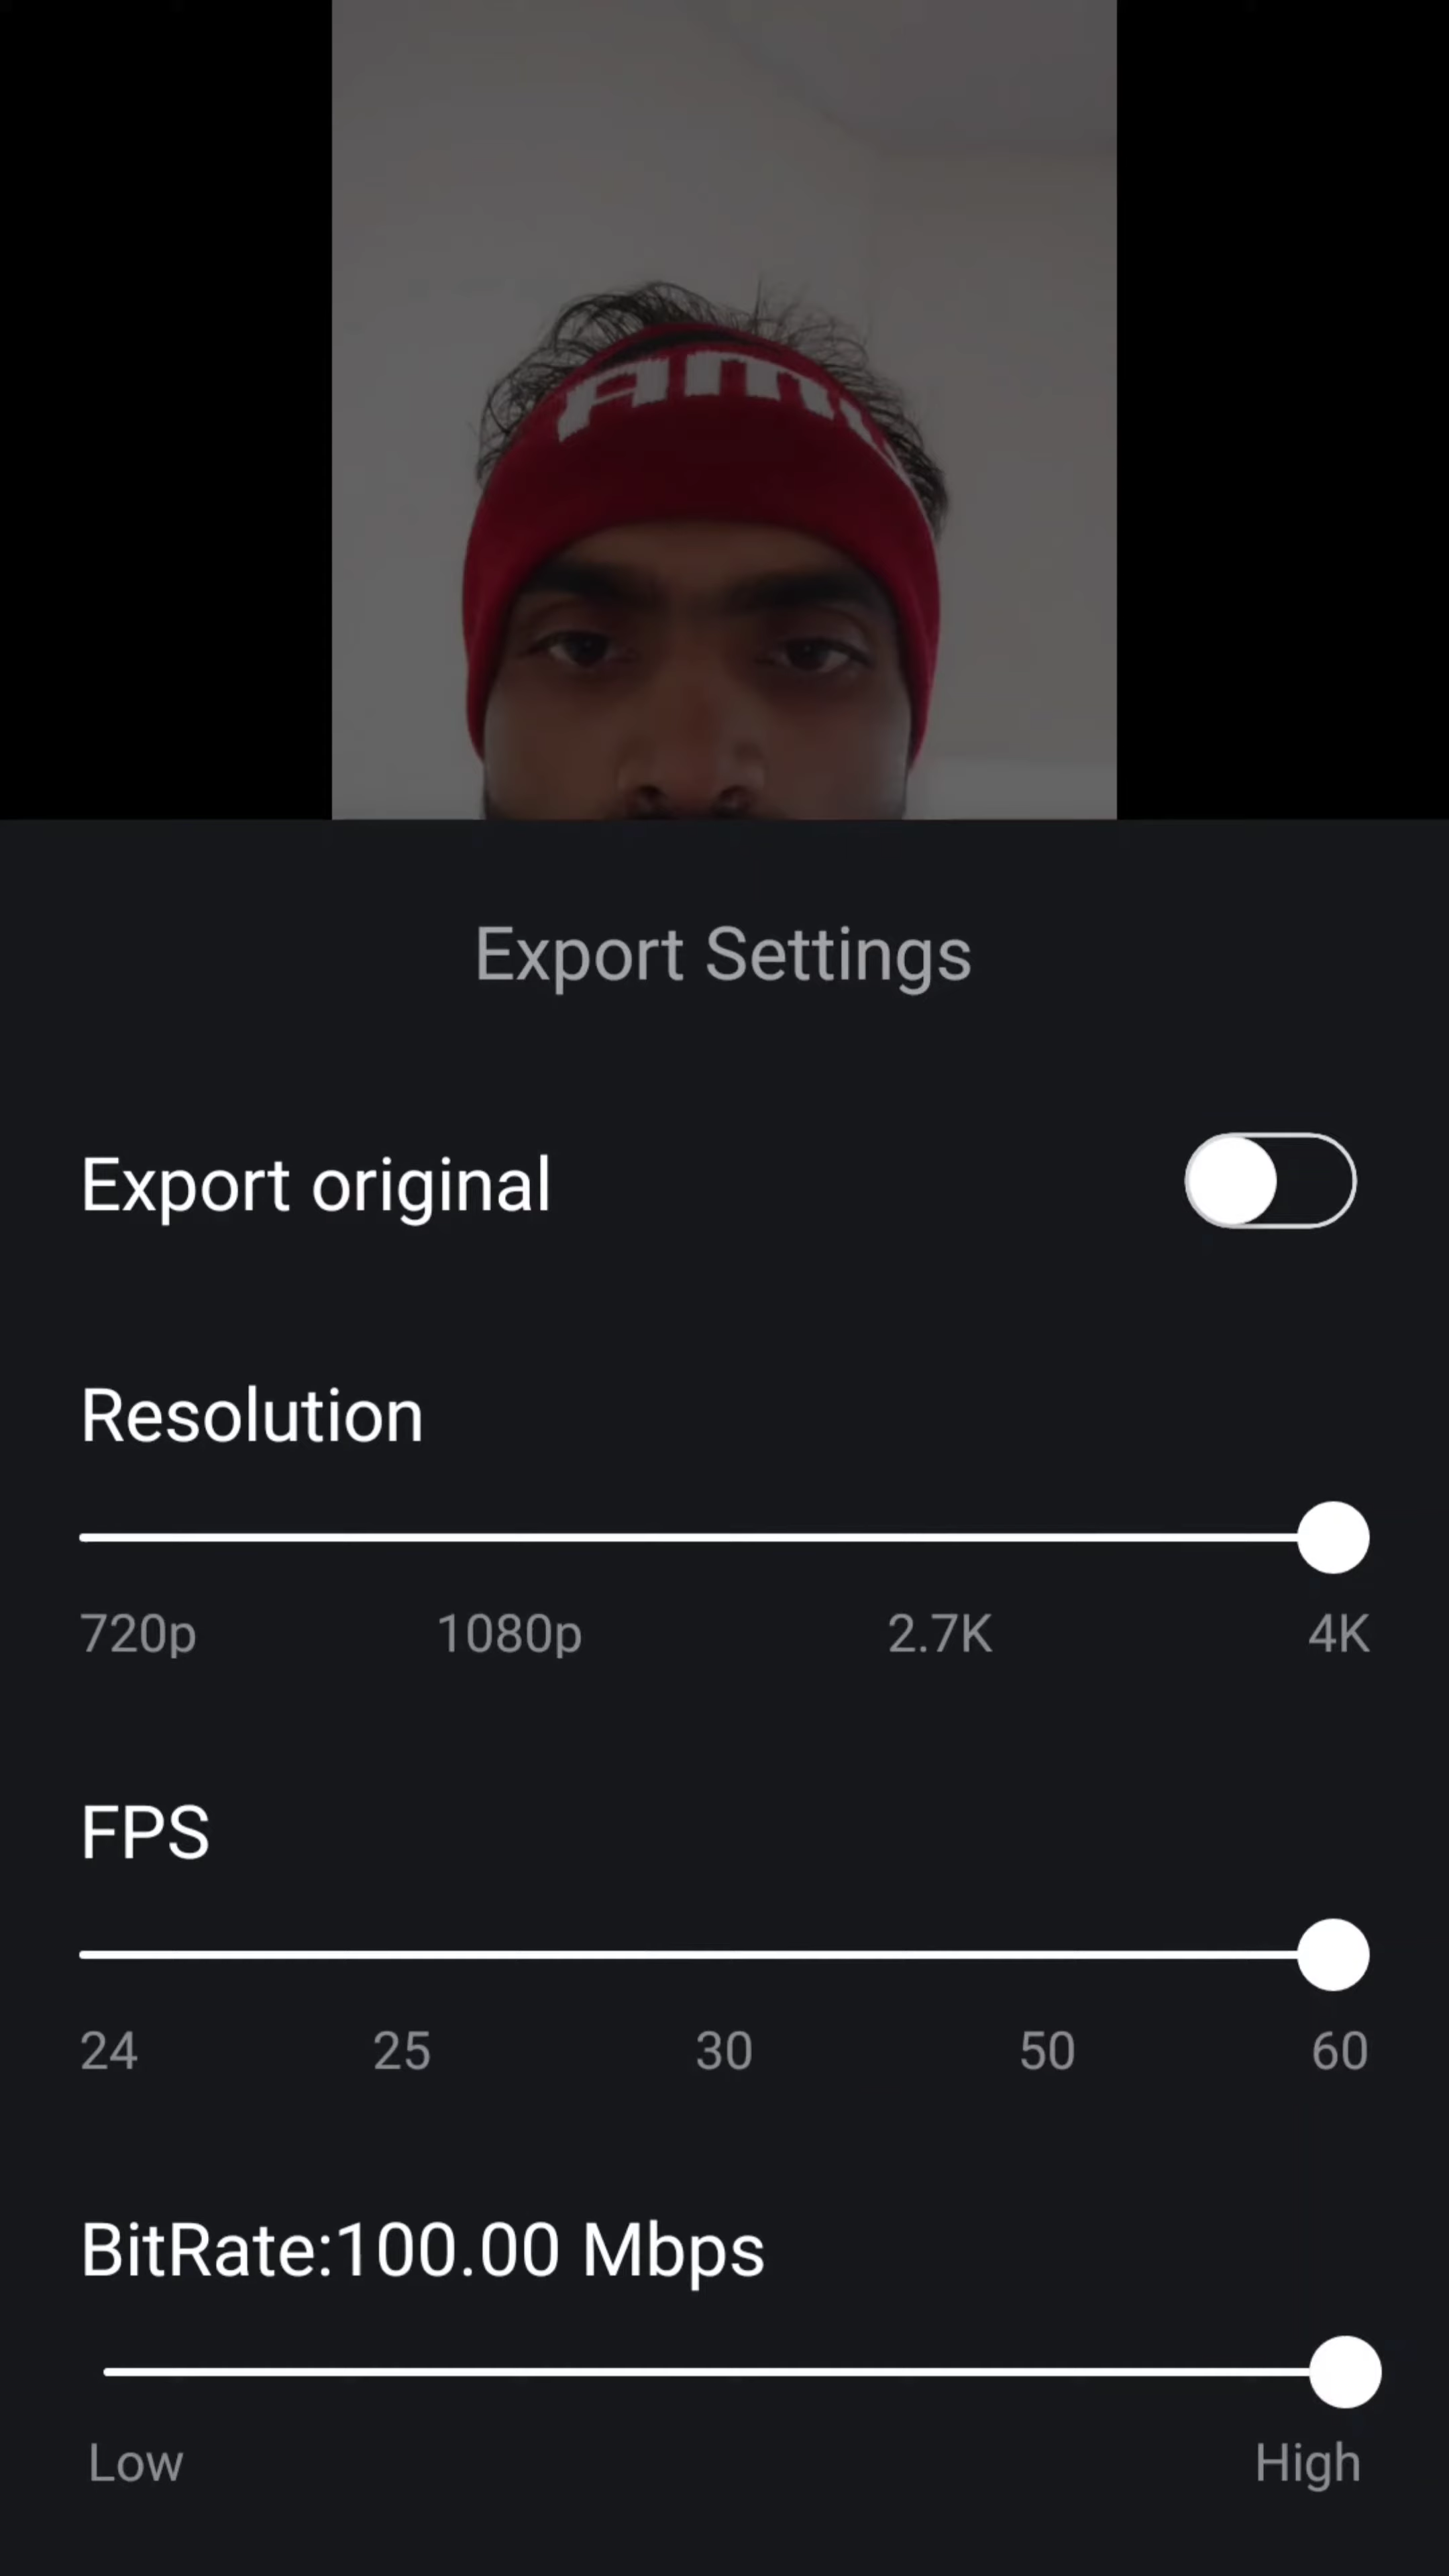 Export Settings
Export original
Resolution
720p 1080p 2.7K 4K
FPS
24 25 30 50 60
BitRate:100.00 Mbps
Low High